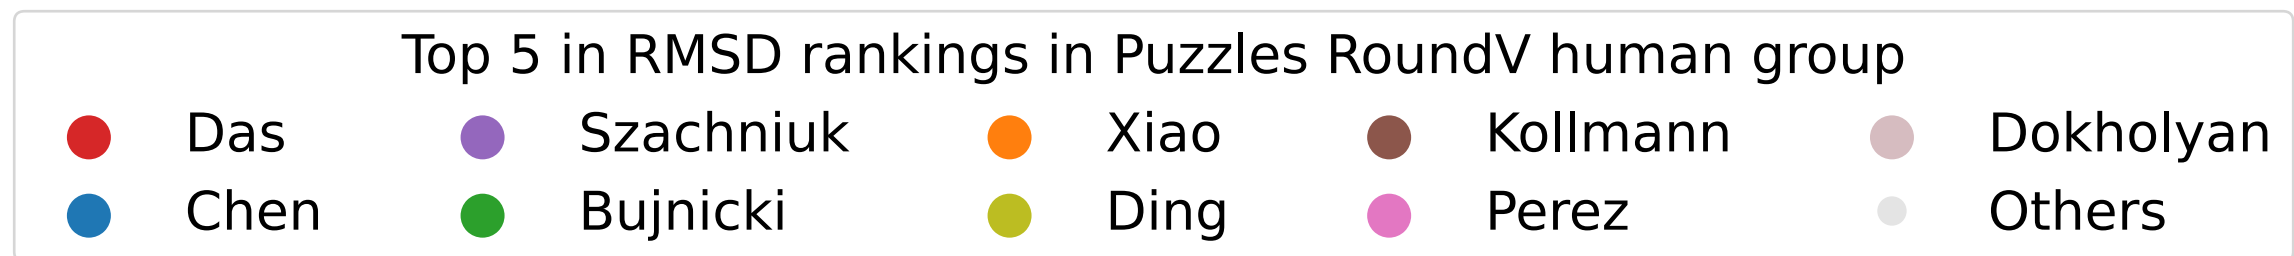 Top 5 in RMSD rankings in Puzzles RoundV human group
Das Szachniuk Xiao Kollmann Dokholyan
Chen Bujnicki Ding Perez Others